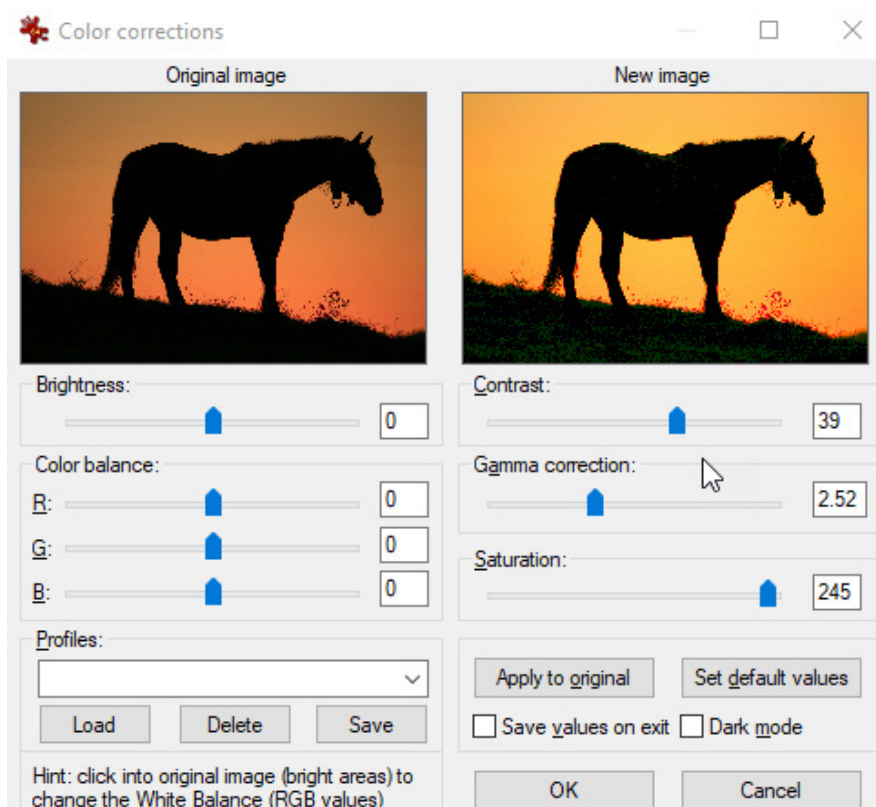 Color corrections
Original image
New image
Brightness:
0
Contrast:
39
Color balance:
R:
0
G:
0
B:
0
Gamma correction:
2.52
Saturation:
245
Profiles:
Load Delete Save
Apply to original Set default values
Save values on exit Dark mode
Hint: click into original image (bright areas) to
change the White Balance (RGB values)
OK Cancel